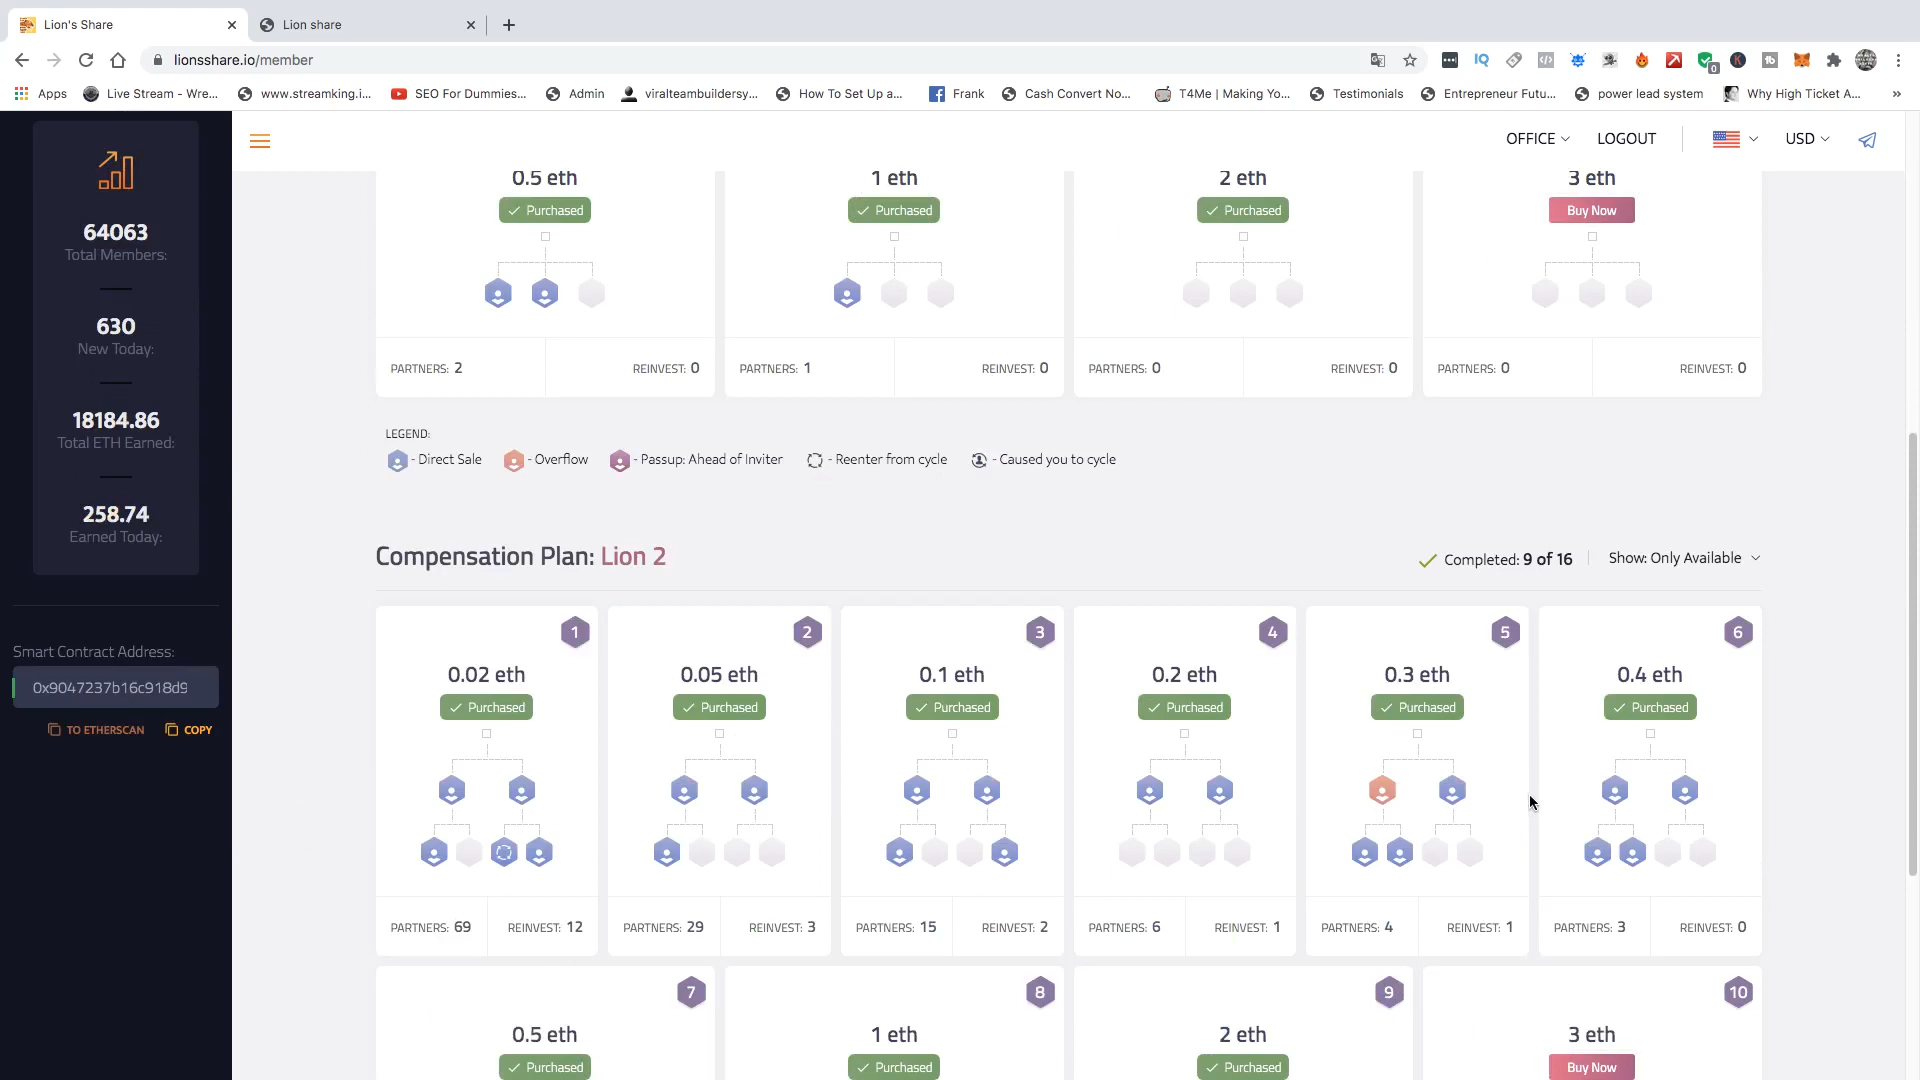 Lion's Share
Lion share
lionsshare.io/member
Apps
Live Stream - Wre...
www.streamking.i...
SEO For Dummies...
Admin
viralteambuildersy...
How To Set Up a...
Frank
Cash Convert No...
T4Me | Making Yo...
Testimonials
Entrepreneur Futu...
power lead system
Why High Ticket A...
OFFICE
LOGOUT
USD
64063
Total Members:
630
New Today:
18184.86
Total ETH Earned:
258.74
Earned Today:
Smart Contract Address:
0x9047237b16c918d9
TO ETHERSCAN COPY
0.5 eth
Purchased
PARTNERS: 2 REINVEST: 0
1 eth
Purchased
PARTNERS: 1 REINVEST: 0
2 eth
Purchased
PARTNERS: 0 REINVEST: 0
3 eth
Buy Now
PARTNERS: 0 REINVEST: 0
LEGEND:
- Direct Sale - Overflow - Passup: Ahead of Inviter - Reenter from cycle - Caused you to cycle
Compensation Plan: Lion 2
Completed: 9 of 16
Show: Only Available
1
0.02 eth
Purchased
PARTNERS: 69 REINVEST: 12
2
0.05 eth
Purchased
PARTNERS: 29 REINVEST: 3
3
0.1 eth
Purchased
PARTNERS: 15 REINVEST: 2
4
0.2 eth
Purchased
PARTNERS: 6 REINVEST: 1
5
0.3 eth
Purchased
PARTNERS: 4 REINVEST: 1
6
0.4 eth
Purchased
PARTNERS: 3 REINVEST: 0
7
0.5 eth
Purchased
8
1 eth
Purchased
9
2 eth
Purchased
10
3 eth
Buy Now